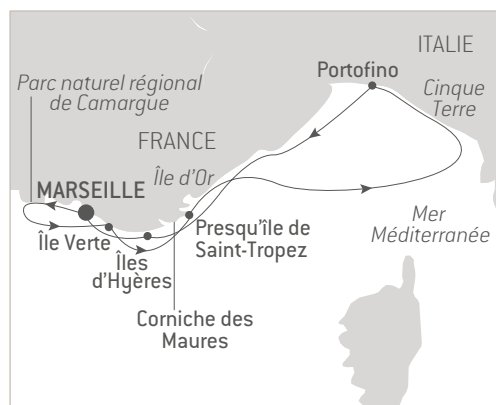 ITALIE
Portofino
Cinque
Terre
Parc naturel régional
de Camargue
FRANCE
Île d'Or
MARSEILLE
Île Verte
Îles
d'Hyères
Presqu'île de
Saint-Tropez
Mer
Méditerranée
Corniche des
Maures